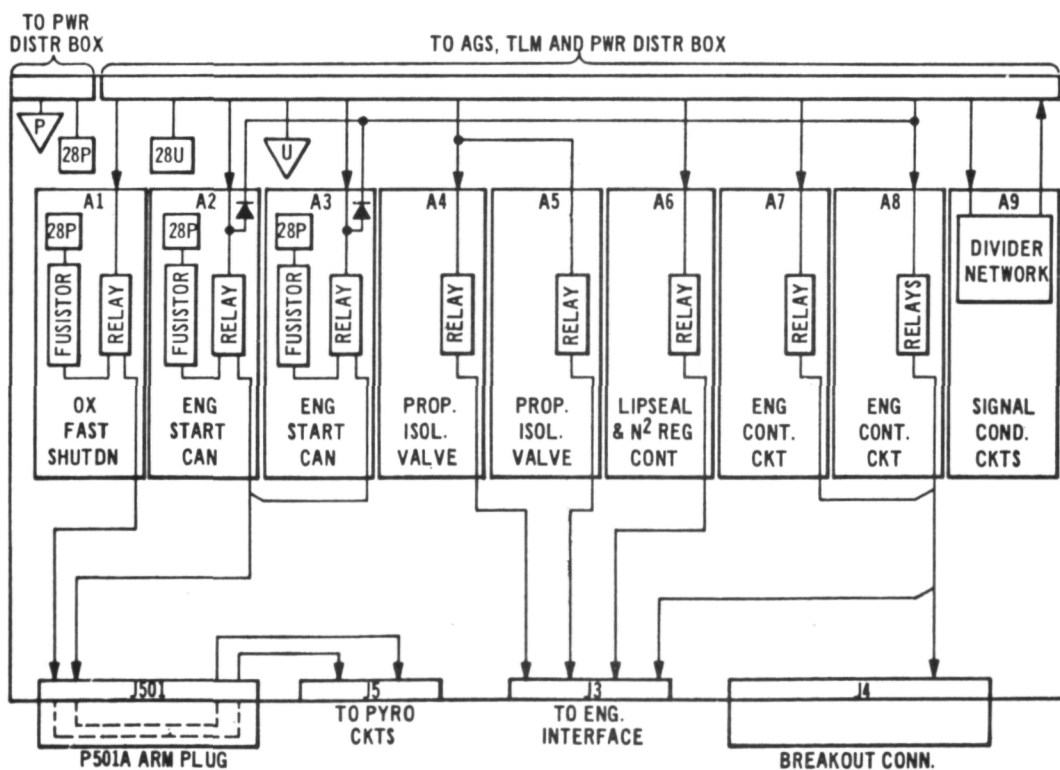 TO PWR
DISTR BOX
TO AGS, TLM AND PWR DISTR BOX
P
28P
28U
U
A1
28P
FUSISTOR
RELAY
OX
FAST
SHUTDN
A2
28P
FUSISTOR
RELAY
ENG
START
CAN
A3
28P
FUSISTOR
RELAY
ENG
START
CAN
A4
RELAY
PROP.
ISOL.
VALVE
A5
RELAY
PROP.
ISOL.
VALVE
A6
RELAY
LIPSEAL
& N2 REG
CONT
A7
RELAY
ENG
CONT.
CKT
A8
RELAYS
ENG
CONT.
CKT
A9
DIVIDER
NETWORK
SIGNAL
COND.
CKTS
J501
P501A ARM PLUG
J5
TO PYRO
CKTS
J3
TO ENG.
INTERFACE
J4
BREAKOUT CONN.